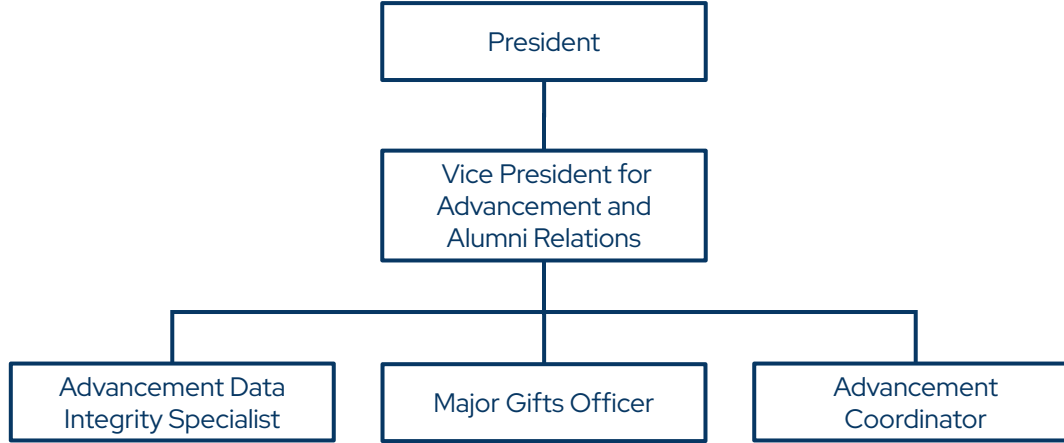 President
Vice President for
Advancement and
Alumni Relations
Advancement Data
Integrity Specialist
Major Gifts Officer
Advancement
Coordinator